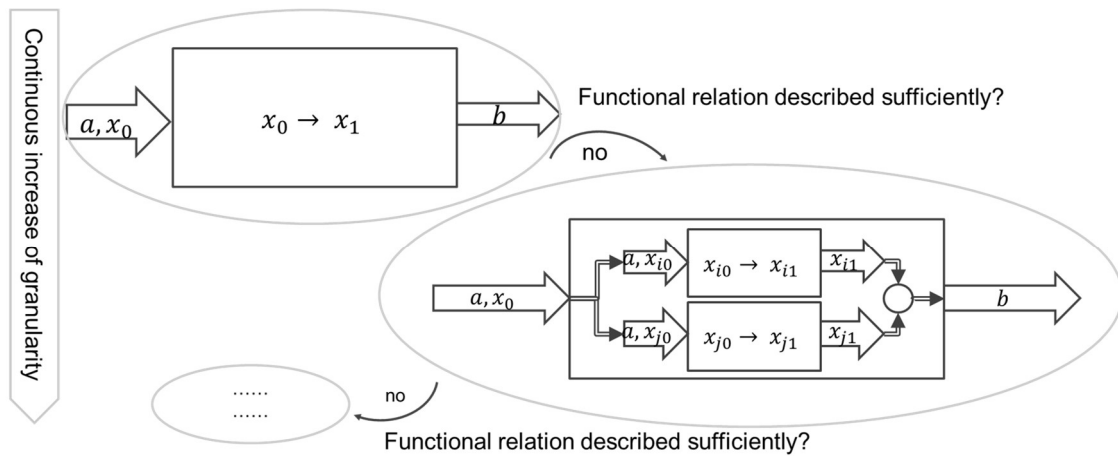 Continuous increase of granularity
a, x₀
x₀ → x₁
b
Functional relation described sufficiently?
no
a, x₀
a, xᵢ₀
xᵢ₀ → xᵢ₁
xᵢ₁
a, xⱼ₀
xⱼ₀ → xⱼ₁
xⱼ₁
b
......
......
no
Functional relation described sufficiently?